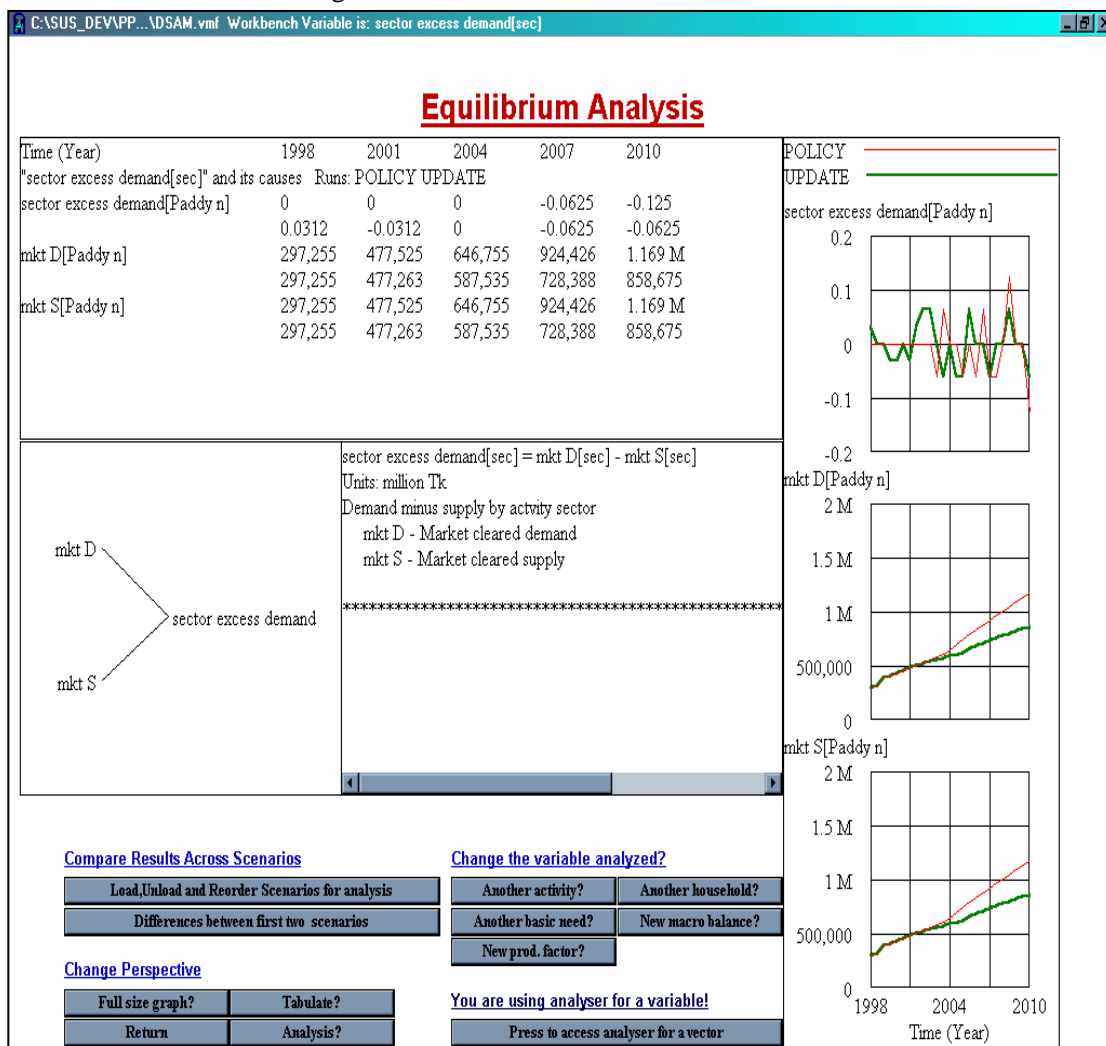 C:\SUS_DEV\PP...\DSAM.vmf Workbench Variable is: sector excess demand[sec]
Equilibrium Analysis
Time (Year) 1998 2001 2004 2007 2010
"sector excess demand[sec]" and its causes Runs: POLICY UPDATE
sector excess demand[Paddy n] 0 0 0 -0.0625 -0.125
0.0312 -0.0312 0 -0.0625 -0.0625
mkt D[Paddy n] 297,255 477,525 646,755 924,426 1.169 M
297,255 477,263 587,535 728,388 858,675
mkt S[Paddy n] 297,255 477,525 646,755 924,426 1.169 M
297,255 477,263 587,535 728,388 858,675
POLICY
UPDATE
sector excess demand[Paddy n]
0.2
0.1
0
-0.1
-0.2
mkt D[Paddy n]
2 M
1.5 M
1 M
500,000
0
mkt S[Paddy n]
2 M
1.5 M
1 M
500,000
0
1998 2004 2010
Time (Year)
mkt D
sector excess demand
mkt S
sector excess demand[sec] = mkt D[sec] - mkt S[sec]
Units: million Tk
Demand minus supply by actvity sector
mkt D - Market cleared demand
mkt S - Market cleared supply
**************************************************
Compare Results Across Scenarios
Load,Unload and Reorder Scenarios for analysis
Differences between first two scenarios
Change Perspective
Full size graph? Tabulate?
Return Analysis?
Change the variable analyzed?
Another activity? Another household?
Another basic need? New macro balance?
New prod. factor?
You are using analyser for a variable!
Press to access analyser for a vector